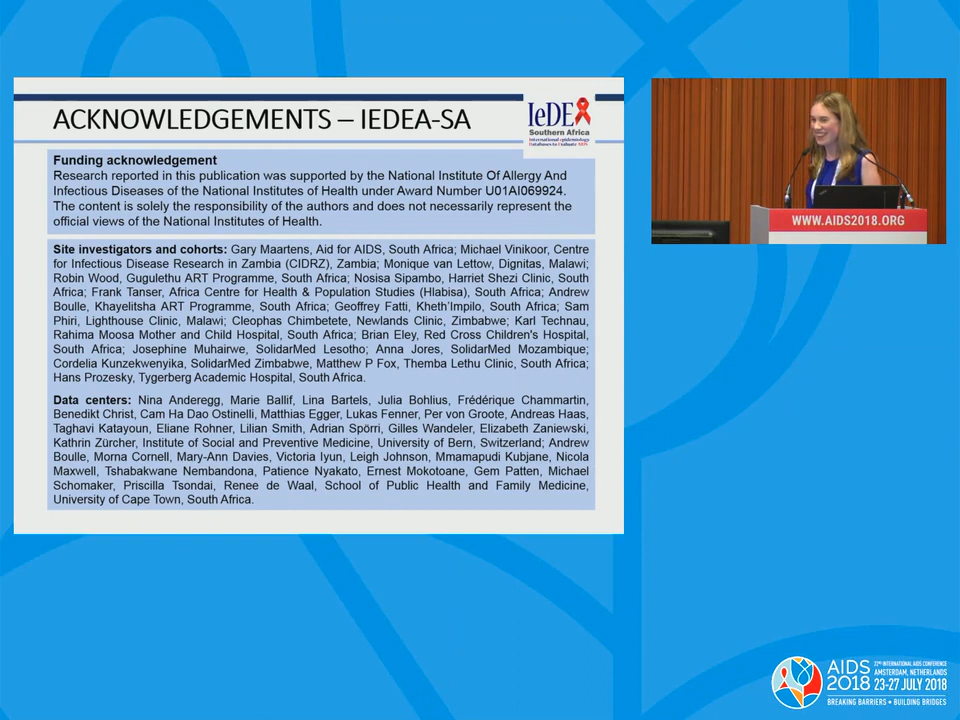 ACKNOWLEDGEMENTS – IEDEA-SA
IeDEA
Southern Africa
International epidemiology
Databases to Evaluate AIDS
Funding acknowledgement
Research reported in this publication was supported by the National Institute Of Allergy And
Infectious Diseases of the National Institutes of Health under Award Number U01AI069924.
The content is solely the responsibility of the authors and does not necessarily represent the
official views of the National Institutes of Health.
Site investigators and cohorts: Gary Maartens, Aid for AIDS, South Africa; Michael Vinikoor, Centre
for Infectious Disease Research in Zambia (CIDRZ), Zambia; Monique van Lettow, Dignitas, Malawi;
Robin Wood, Gugulethu ART Programme, South Africa; Nosisa Sipambo, Harriet Shezi Clinic, South
Africa; Frank Tanser, Africa Centre for Health & Population Studies (Hlabisa), South Africa; Andrew
Boulle, Khayelitsha ART Programme, South Africa; Geoffrey Fatti, Kheth'Impilo, South Africa; Sam
Phiri, Lighthouse Clinic, Malawi; Cleophas Chimbetete, Newlands Clinic, Zimbabwe; Karl Technau,
Rahima Moosa Mother and Child Hospital, South Africa; Brian Eley, Red Cross Children's Hospital,
South Africa; Josephine Muhairwe, SolidarMed Lesotho; Anna Jores, SolidarMed Mozambique;
Cordelia Kunzekwenyika, SolidarMed Zimbabwe, Matthew P Fox, Themba Lethu Clinic, South Africa;
Hans Prozesky, Tygerberg Academic Hospital, South Africa.
Data centers: Nina Anderegg, Marie Ballif, Lina Bartels, Julia Bohlius, Frédérique Chammartin,
Benedikt Christ, Cam Ha Dao Ostinelli, Matthias Egger, Lukas Fenner, Per von Groote, Andreas Haas,
Taghavi Katayoun, Eliane Rohner, Lilian Smith, Adrian Spörri, Gilles Wandeler, Elizabeth Zaniewski,
Kathrin Zürcher, Institute of Social and Preventive Medicine, University of Bern, Switzerland; Andrew
Boulle, Morna Cornell, Mary-Ann Davies, Victoria Iyun, Leigh Johnson, Mmamapudi Kubjane, Nicola
Maxwell, Tshabakwane Nembandona, Patience Nyakato, Ernest Mokotoane, Gem Patten, Michael
Schomaker, Priscilla Tsondai, Renee de Waal, School of Public Health and Family Medicine,
University of Cape Town, South Africa.
WWW.AIDS2018.ORG
AIDS
2018
22ND INTERNATIONAL AIDS CONFERENCE
AMSTERDAM, NETHERLANDS
23-27 JULY 2018
BREAKING BARRIERS • BUILDING BRIDGES